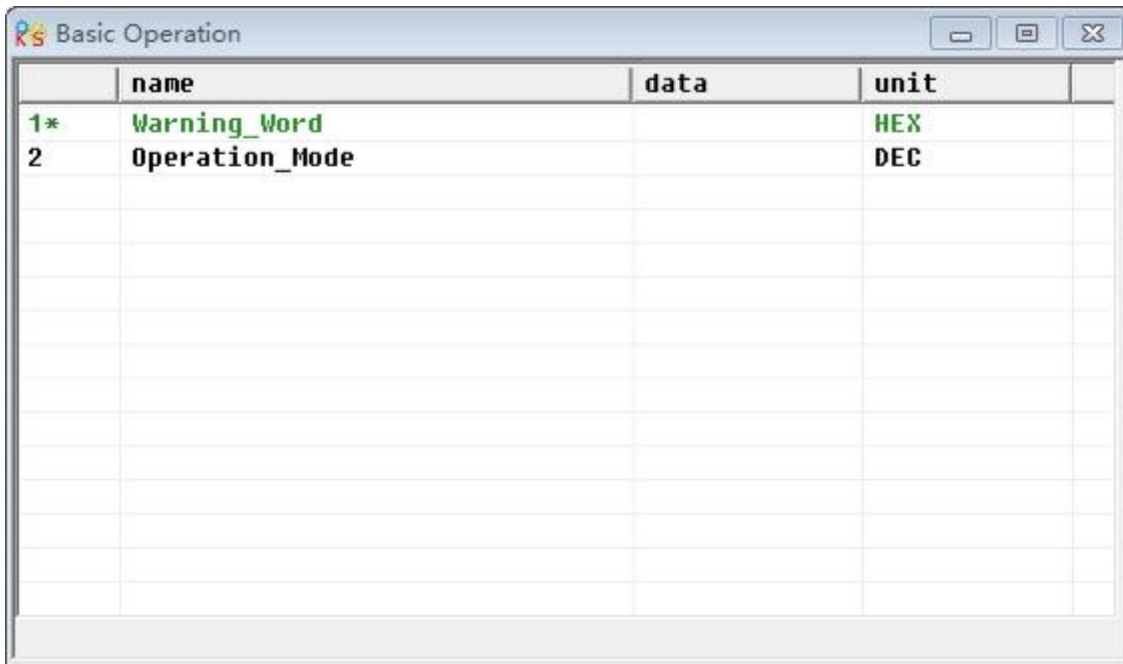 Basic Operation
name data unit
1* Warning_Word HEX
2 Operation_Mode DEC